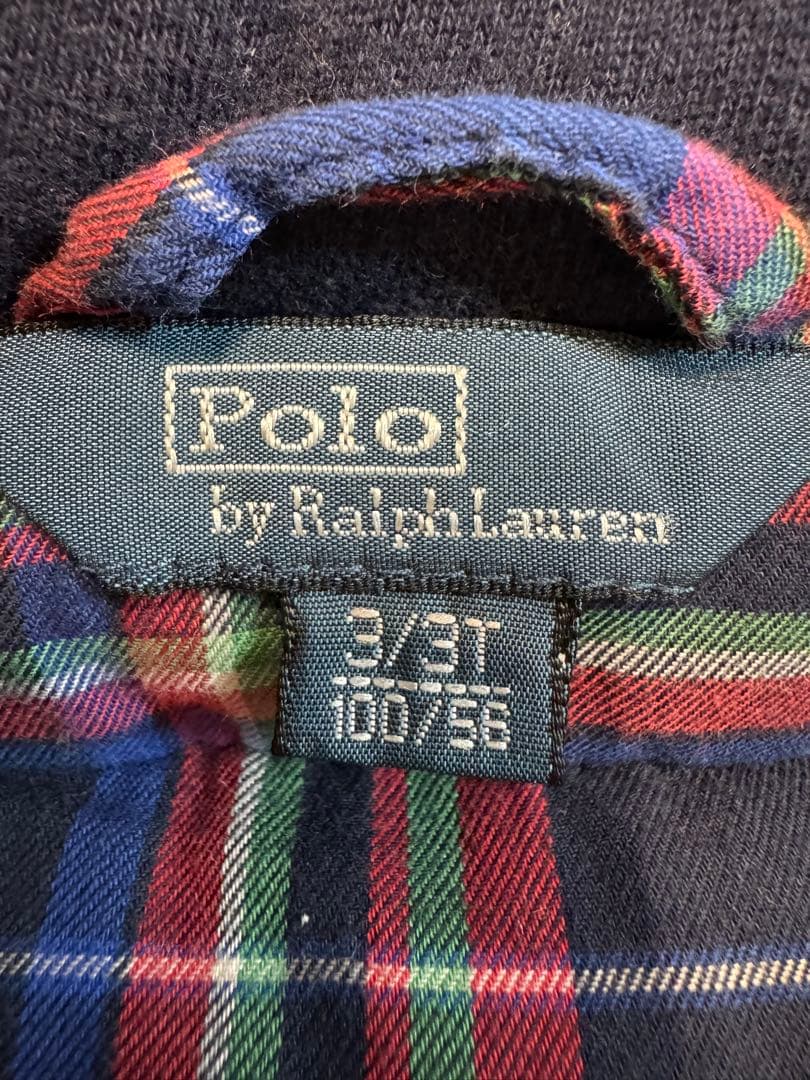 Polo
by Ralph Lauren
3/3T
100/56